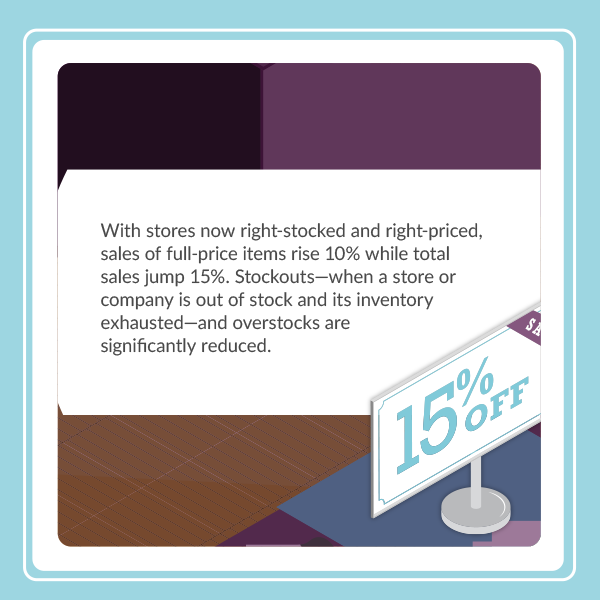 With stores now right-stocked and right-priced,
sales of full-price items rise 10% while total
sales jump 15%. Stockouts—when a store or
company is out of stock and its inventory
exhausted—and overstocks are
significantly reduced.
SA
15%
OFF